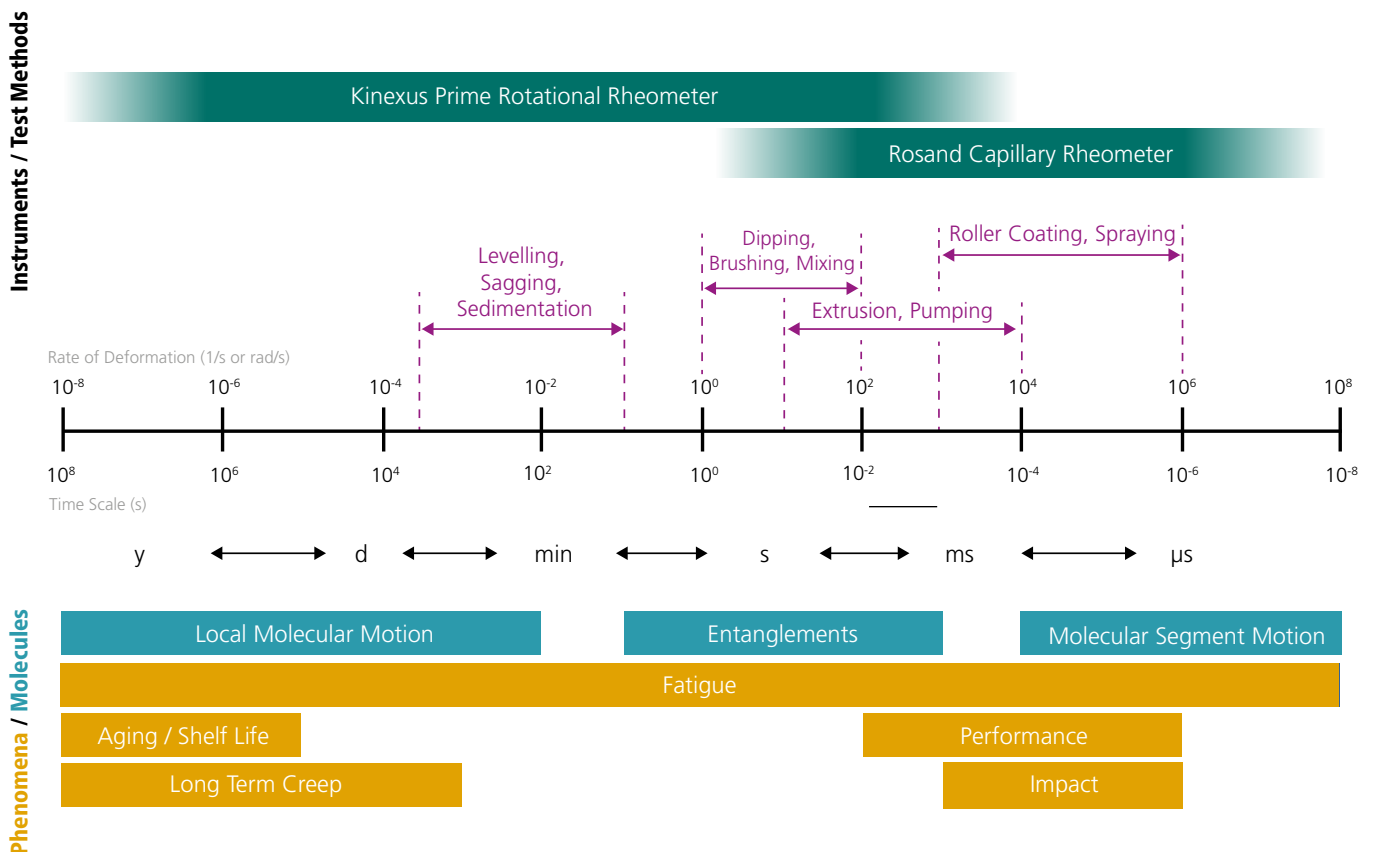 Instruments / Test Methods
Kinexus Prime Rotational Rheometer
Rosand Capillary Rheometer
Levelling,
Sagging,
Sedimentation
Dipping,
Brushing, Mixing
Roller Coating, Spraying
Extrusion, Pumping
Rate of Deformation (1/s or rad/s)
10⁻⁸ 10⁻⁶ 10⁻⁴ 10⁻² 10⁰ 10² 10⁴ 10⁶ 10⁸
10⁸ 10⁶ 10⁴ 10² 10⁰ 10⁻² 10⁻⁴ 10⁻⁶ 10⁻⁸
Time Scale (s)
y d min s ms µs
Phenomena / Molecules
Local Molecular Motion Entanglements Molecular Segment Motion
Fatigue
Aging / Shelf Life Performance
Long Term Creep Impact